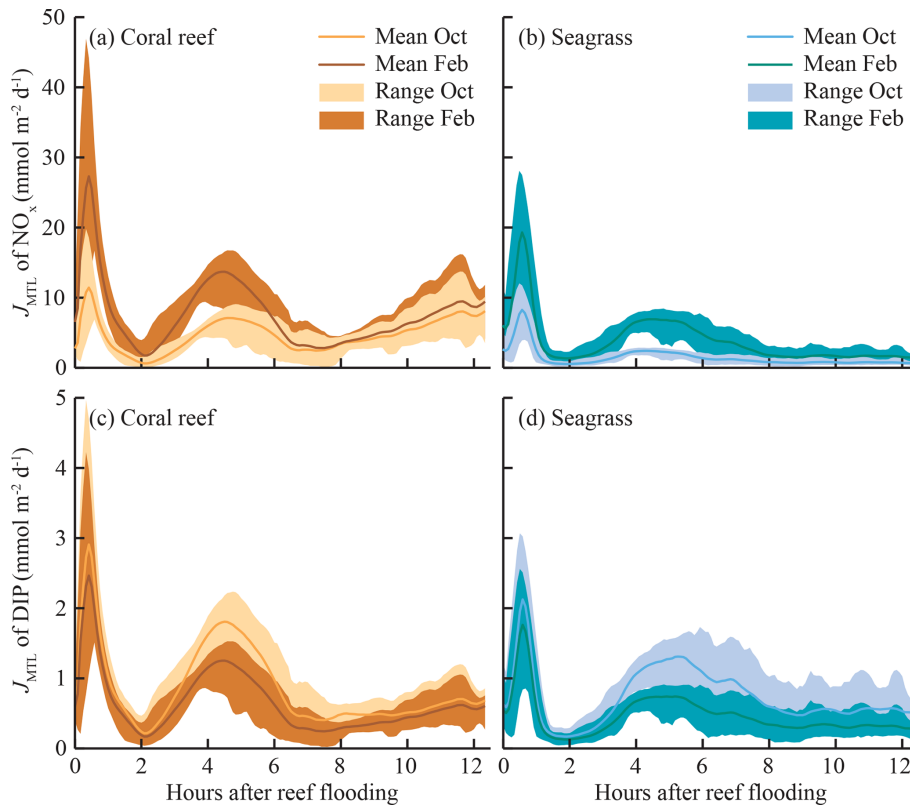 50
40
30
20
10
0
J_MTL of NO_x (mmol m⁻² d⁻¹)
(a) Coral reef
Mean Oct
Mean Feb
Range Oct
Range Feb
(b) Seagrass
Mean Oct
Mean Feb
Range Oct
Range Feb
5
4
3
2
1
0
J_MTL of DIP (mmol m⁻² d⁻¹)
(c) Coral reef
(d) Seagrass
0 2 4 6 8 10 12
0 2 4 6 8 10 12
Hours after reef flooding
Hours after reef flooding